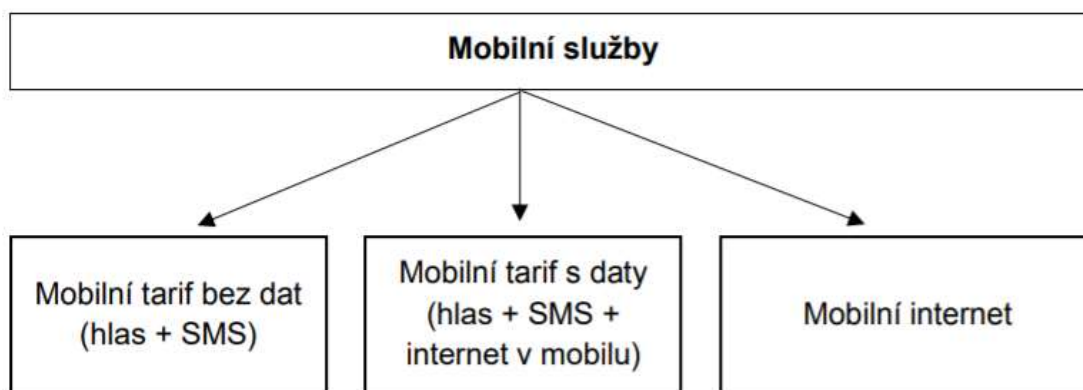 Mobilní služby
Mobilní tarif bez dat
(hlas + SMS)
Mobilní tarif s daty
(hlas + SMS +
internet v mobilu)
Mobilní internet